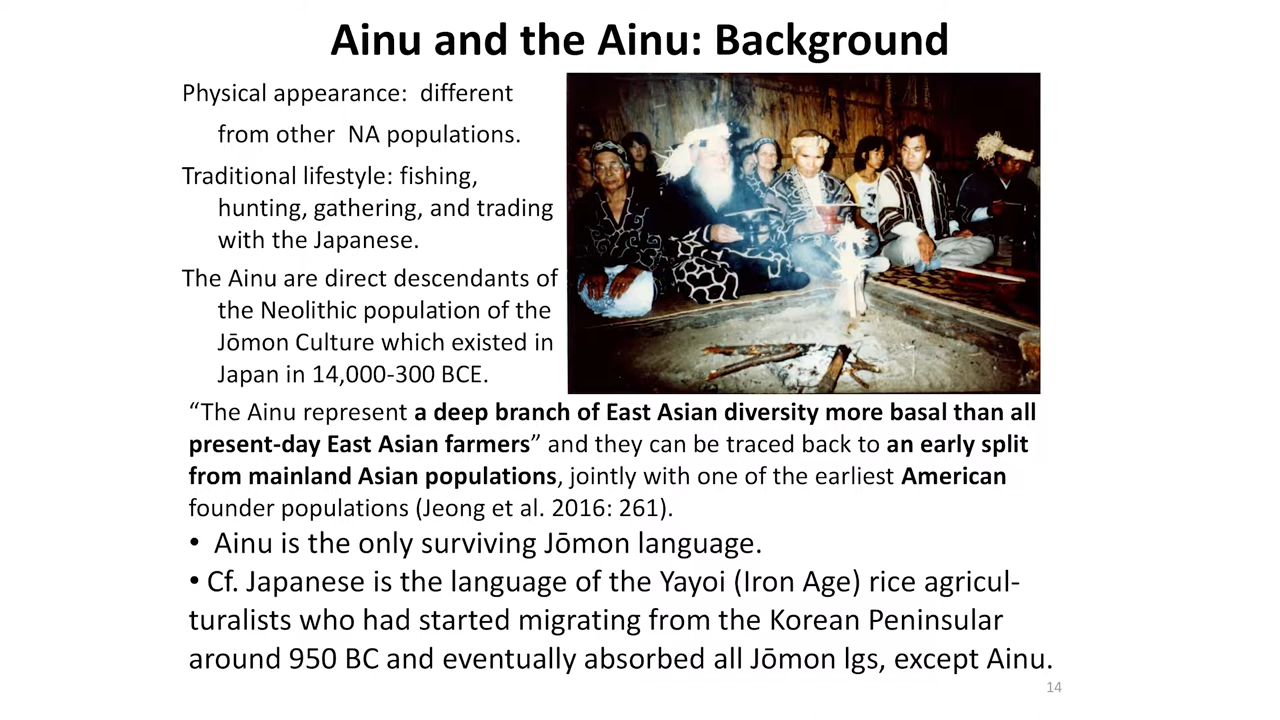 Ainu and the Ainu: Background
Physical appearance:  different
from other  NA populations.
Traditional lifestyle: fishing,
hunting, gathering, and trading
with the Japanese.
The Ainu are direct descendants of
the Neolithic population of the
Jōmon Culture which existed in
Japan in 14,000-300 BCE.
“The Ainu represent a deep branch of East Asian diversity more basal than all
present-day East Asian farmers” and they can be traced back to an early split
from mainland Asian populations, jointly with one of the earliest American
founder populations (Jeong et al. 2016: 261).
• Ainu is the only surviving Jōmon language.
• Cf. Japanese is the language of the Yayoi (Iron Age) rice agricul-
turalists who had started migrating from the Korean Peninsular
around 950 BC and eventually absorbed all Jōmon lgs, except Ainu.
14